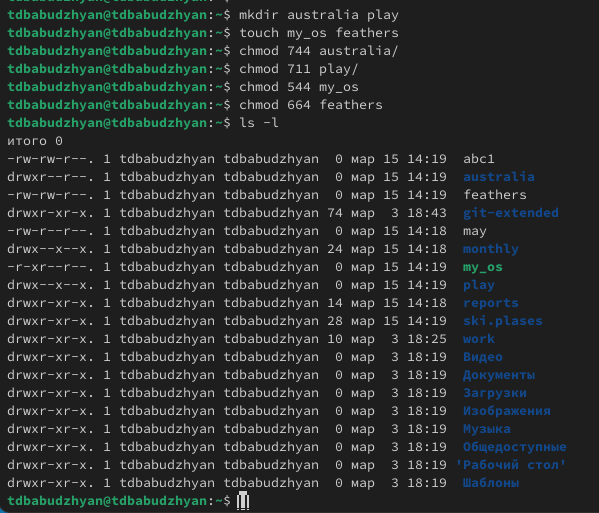 tdbabudzhyan@tdbabudzhyan:~$ mkdir australia play
tdbabudzhyan@tdbabudzhyan:~$ touch my_os feathers
tdbabudzhyan@tdbabudzhyan:~$ chmod 744 australia/
tdbabudzhyan@tdbabudzhyan:~$ chmod 711 play/
tdbabudzhyan@tdbabudzhyan:~$ chmod 544 my_os
tdbabudzhyan@tdbabudzhyan:~$ chmod 664 feathers
tdbabudzhyan@tdbabudzhyan:~$ ls -l
итого 0
-rw-rw-r--. 1 tdbabudzhyan tdbabudzhyan  0 мар 15 14:19  abc1
drwxr--r--. 1 tdbabudzhyan tdbabudzhyan  0 мар 15 14:19  australia
-rw-rw-r--. 1 tdbabudzhyan tdbabudzhyan  0 мар 15 14:19  feathers
drwxr-xr-x. 1 tdbabudzhyan tdbabudzhyan 74 мар  3 18:43  git-extended
-rw-r--r--. 1 tdbabudzhyan tdbabudzhyan  0 мар 15 14:18  may
drwx--x--x. 1 tdbabudzhyan tdbabudzhyan 24 мар 15 14:18  monthly
-r-xr--r--. 1 tdbabudzhyan tdbabudzhyan  0 мар 15 14:19  my_os
drwx--x--x. 1 tdbabudzhyan tdbabudzhyan  0 мар 15 14:19  play
drwxr-xr-x. 1 tdbabudzhyan tdbabudzhyan 14 мар 15 14:18  reports
drwxr-xr-x. 1 tdbabudzhyan tdbabudzhyan 28 мар 15 14:19  ski.plases
drwxr-xr-x. 1 tdbabudzhyan tdbabudzhyan 10 мар  3 18:25  work
drwxr-xr-x. 1 tdbabudzhyan tdbabudzhyan  0 мар  3 18:19  Видео
drwxr-xr-x. 1 tdbabudzhyan tdbabudzhyan  0 мар  3 18:19  Документы
drwxr-xr-x. 1 tdbabudzhyan tdbabudzhyan  0 мар  3 18:19  Загрузки
drwxr-xr-x. 1 tdbabudzhyan tdbabudzhyan  0 мар  3 18:19  Изображения
drwxr-xr-x. 1 tdbabudzhyan tdbabudzhyan  0 мар  3 18:19  Музыка
drwxr-xr-x. 1 tdbabudzhyan tdbabudzhyan  0 мар  3 18:19  Общедоступные
drwxr-xr-x. 1 tdbabudzhyan tdbabudzhyan  0 мар  3 18:19 'Рабочий стол'
drwxr-xr-x. 1 tdbabudzhyan tdbabudzhyan  0 мар  3 18:19  Шаблоны
tdbabudzhyan@tdbabudzhyan:~$